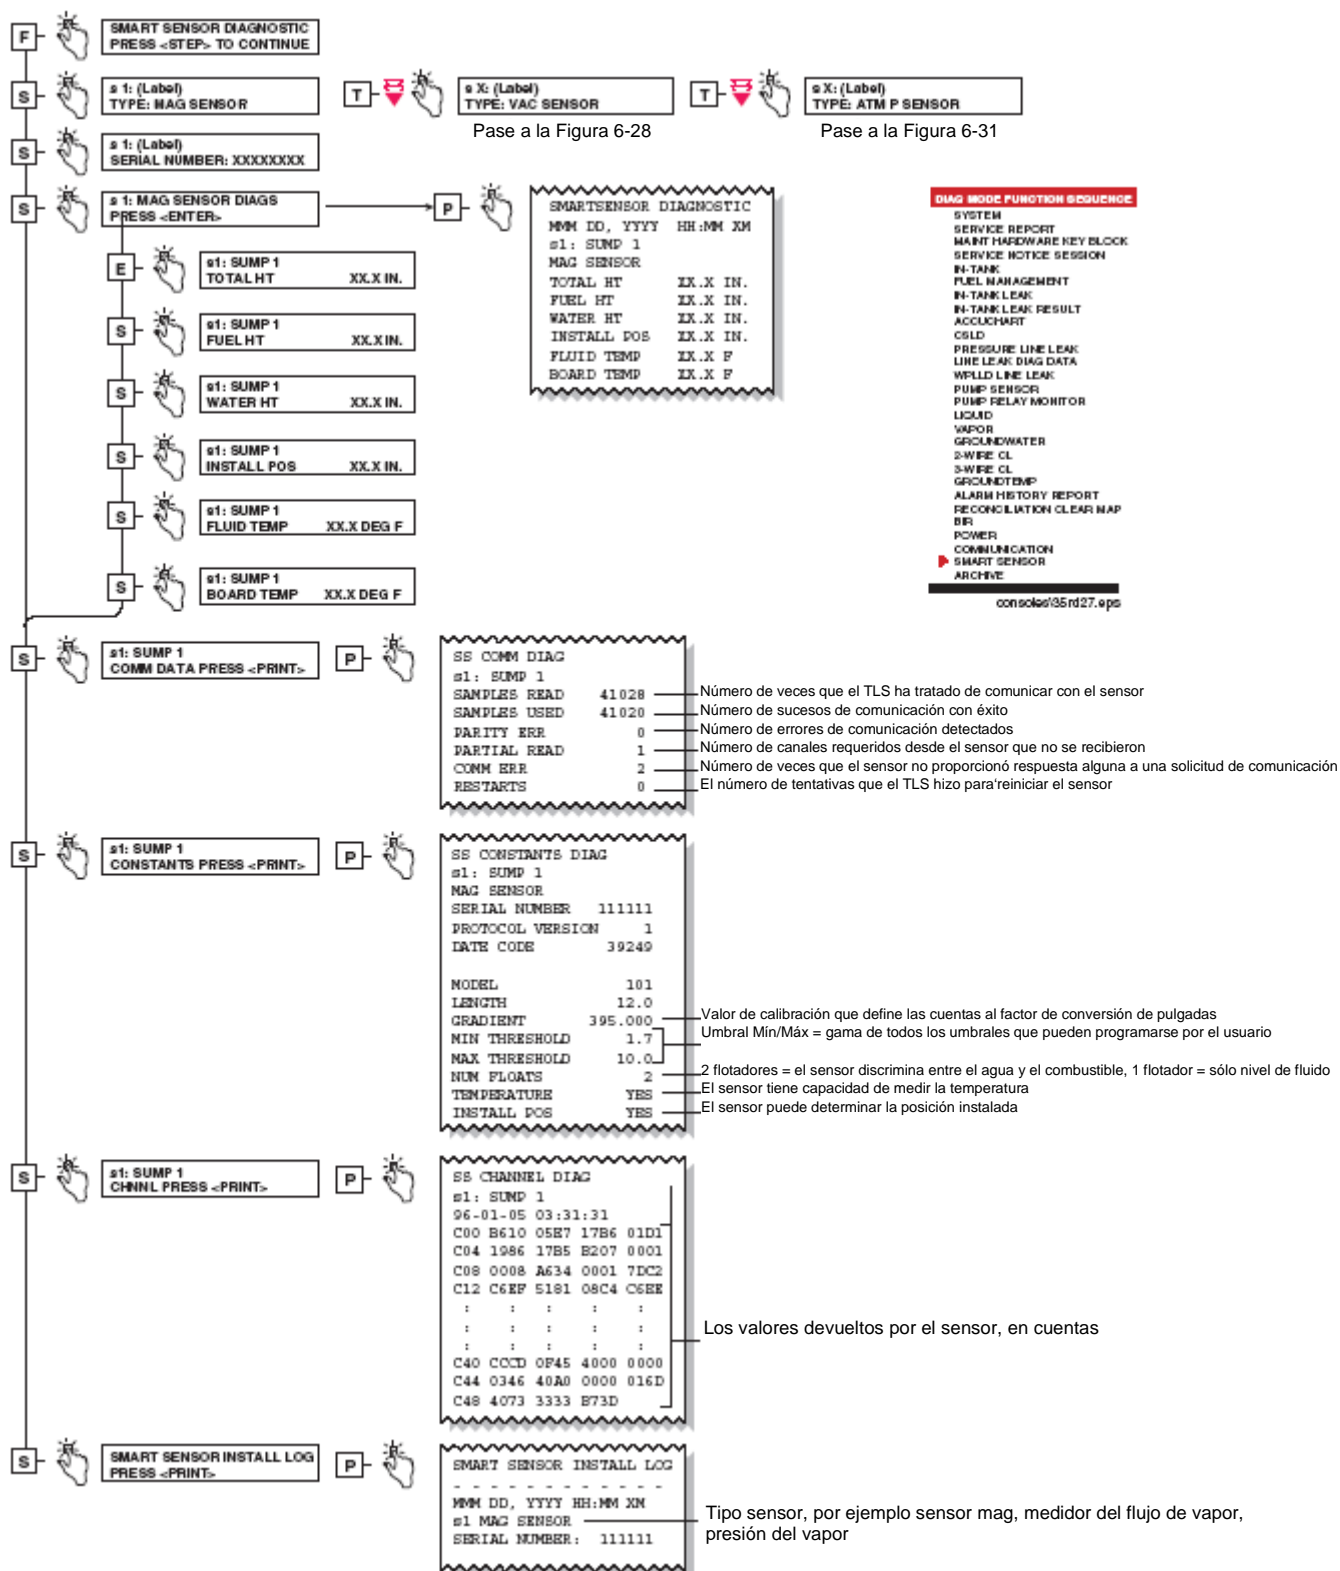 F
SMART SENSOR DIAGNOSTIC
PRESS <STEP> TO CONTINUE
S
s 1: (Label)
TYPE: MAG SENSOR
T
s X: (Label)
TYPE: VAC SENSOR
Pase a la Figura 6-28
T
s X: (Label)
TYPE: ATM P SENSOR
Pase a la Figura 6-31
S
s 1: (Label)
SERIAL NUMBER: XXXXXXXX
S
s 1: MAG SENSOR DIAGS
PRESS <ENTER>
P
SMARTSENSOR DIAGNOSTIC
MMM DD, YYYY HH:MM XM
s1: SUMP 1
MAG SENSOR
TOTAL HT XX.X IN.
FUEL HT XX.X IN.
WATER HT XX.X IN.
INSTALL POS XX.X IN.
FLUID TEMP XX.X F
BOARD TEMP XX.X F
E
s1: SUMP 1
TOTAL HT XX.X IN.
S
s1: SUMP 1
FUEL HT XX.X IN.
S
s1: SUMP 1
WATER HT XX.X IN.
S
s1: SUMP 1
INSTALL POS XX.X IN.
S
s1: SUMP 1
FLUID TEMP XX.X DEG F
S
s1: SUMP 1
BOARD TEMP XX.X DEG F
DIAG MODE FUNCTION SEQUENCE
SYSTEM
SERVICE REPORT
MAINT HARDWARE KEY BLOCK
SERVICE NOTICE SESSION
IN-TANK
FUEL MANAGEMENT
IN-TANK LEAK
IN-TANK LEAK RESULT
ACCUCHART
CSLD
PRESSURE LINE LEAK
LINE LEAK DIAG DATA
WPLLD LINE LEAK
PUMP SENSOR
PUMP RELAY MONITOR
LIQUID
VAPOR
GROUNDWATER
2-WIRE CL
3-WIRE CL
GROUNDTEMP
ALARM HISTORY REPORT
RECONCILIATION CLEAR MAP
BIR
POWER
COMMUNICATION
SMART SENSOR
ARCHIVE
consoles\35rd27.eps
S
s1: SUMP 1
COMM DATA PRESS <PRINT>
P
SS COMM DIAG
s1: SUMP 1
SAMPLES READ 41028
Número de veces que el TLS ha tratado de comunicar con el sensor
SAMPLES USED 41020
Número de sucesos de comunicación con éxito
PARITY ERR 0
Número de errores de comunicación detectados
PARTIAL READ 1
Número de canales requeridos desde el sensor que no se recibieron
COMM ERR 2
Número de veces que el sensor no proporcionó respuesta alguna a una solicitud de comunicación
RESTARTS 0
El número de tentativas que el TLS hizo para‘reiniciar el sensor
S
s1: SUMP 1
CONSTANTS PRESS <PRINT>
P
SS CONSTANTS DIAG
s1: SUMP 1
MAG SENSOR
SERIAL NUMBER 111111
PROTOCOL VERSION 1
DATE CODE 39249
MODEL 101
LENGTH 12.0
GRADIENT 395.000
Valor de calibración que define las cuentas al factor de conversión de pulgadas
MIN THRESHOLD 1.7
MAX THRESHOLD 10.0
Umbral Mín/Máx = gama de todos los umbrales que pueden programarse por el usuario
NUM FLOATS 2
2 flotadores = el sensor discrimina entre el agua y el combustible, 1 flotador = sólo nivel de fluido
TEMPERATURE YES
El sensor tiene capacidad de medir la temperatura
INSTALL POS YES
El sensor puede determinar la posición instalada
S
s1: SUMP 1
CHNNL PRESS <PRINT>
P
SS CHANNEL DIAG
s1: SUMP 1
96-01-05 03:31:31
C00 B610 05E7 17B6 01D1
C04 1986 17B5 B207 0001
C08 0008 A634 0001 7DC2
C12 C6EF 5181 08C4 C6EE
: : : : :
: : : : :
: : : : :
C40 CCCD 0F45 4000 0000
C44 0346 40A0 0000 016D
C48 4073 3333 B73D
Los valores devueltos por el sensor, en cuentas
S
SMART SENSOR INSTALL LOG
PRESS <PRINT>
P
SMART SENSOR INSTALL LOG
- - - - - - - - - - - -
MMM DD, YYYY HH:MM XM
s1 MAG SENSOR
SERIAL NUMBER: 111111
Tipo sensor, por ejemplo sensor mag, medidor del flujo de vapor,
presión del vapor